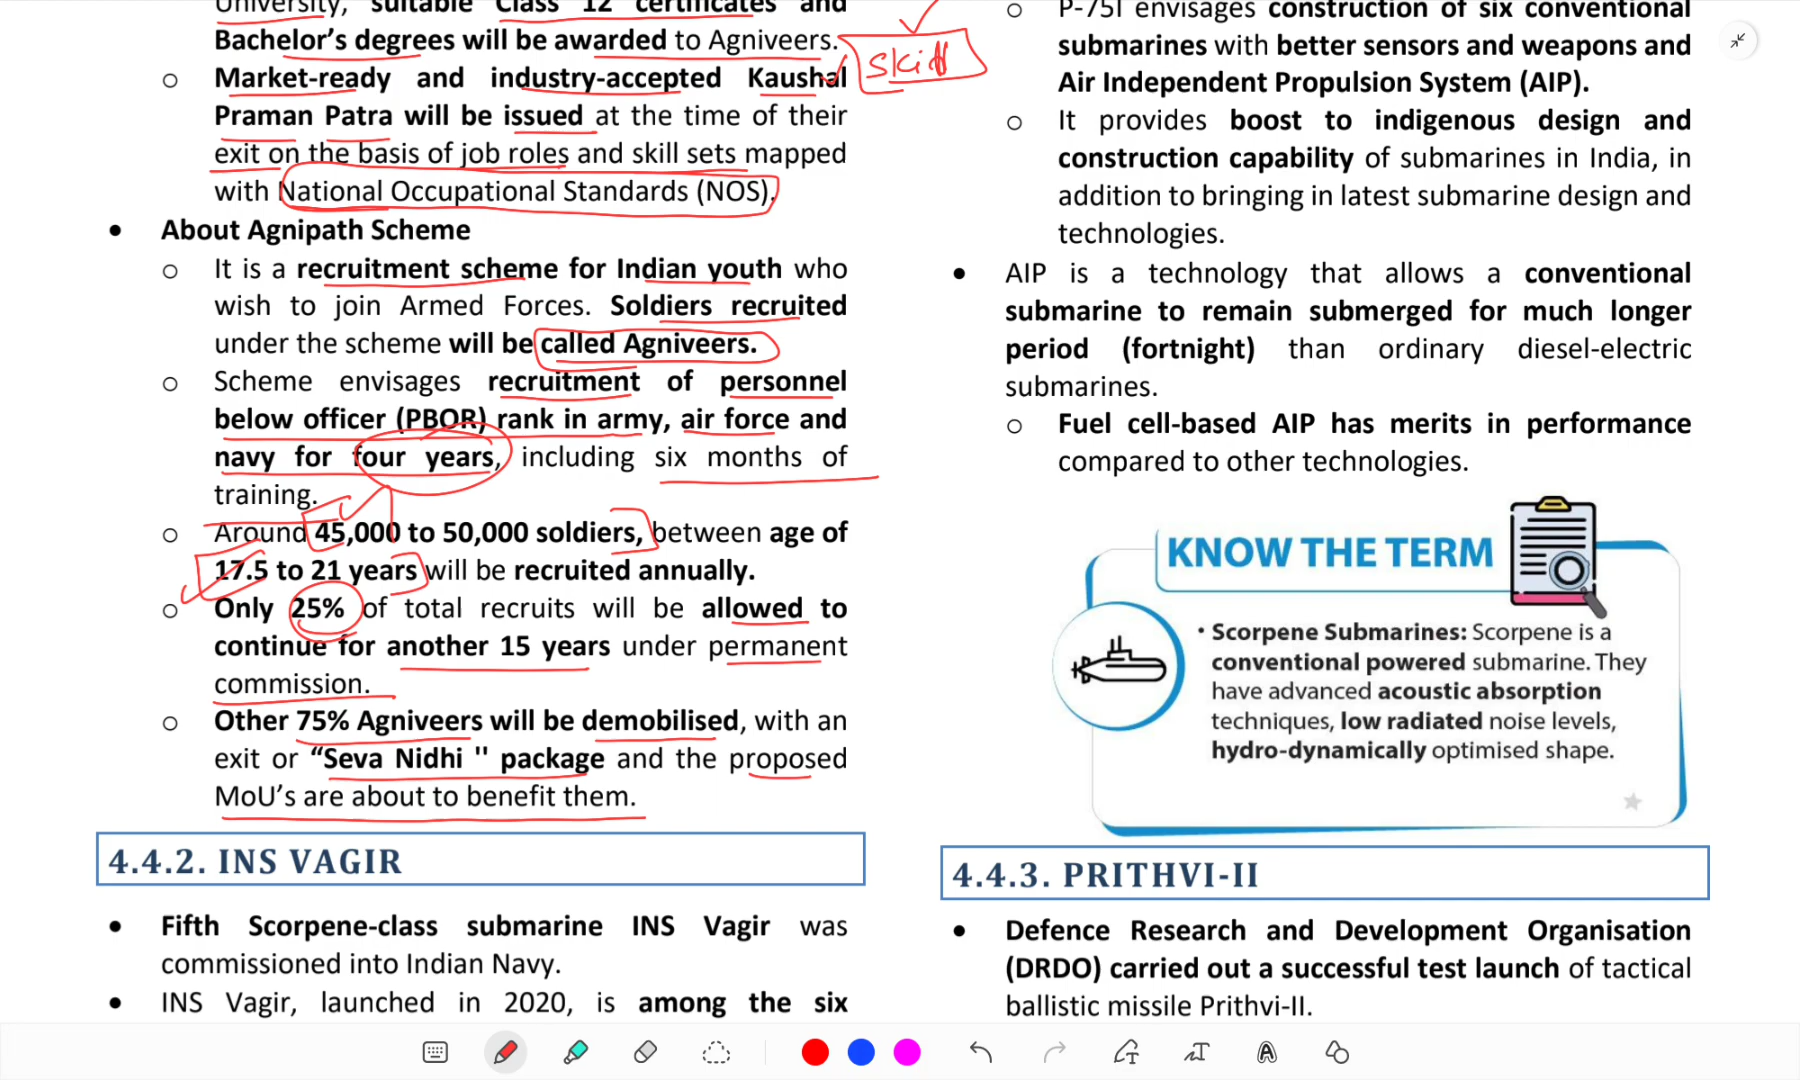 University, suitable Class 12 certificates and
Bachelor's degrees will be awarded to Agniveers.
o Market-ready and industry-accepted Kaushal
Praman Patra will be issued at the time of their
exit on the basis of job roles and skill sets mapped
with National Occupational Standards (NOS).
• About Agnipath Scheme
o It is a recruitment scheme for Indian youth who
wish to join Armed Forces. Soldiers recruited
under the scheme will be called Agniveers.
o Scheme envisages recruitment of personnel
below officer (PBOR) rank in army, air force and
navy for four years, including six months of
training.
o Around 45,000 to 50,000 soldiers, between age of
17.5 to 21 years will be recruited annually.
o Only 25% of total recruits will be allowed to
continue for another 15 years under permanent
commission.
o Other 75% Agniveers will be demobilised, with an
exit or “Seva Nidhi '' package and the proposed
MoU's are about to benefit them.
4.4.2. INS VAGIR
• Fifth Scorpene-class submarine INS Vagir was
commissioned into Indian Navy.
• INS Vagir, launched in 2020, is among the six
Skill
o P-75I envisages construction of six conventional
submarines with better sensors and weapons and
Air Independent Propulsion System (AIP).
o It provides boost to indigenous design and
construction capability of submarines in India, in
addition to bringing in latest submarine design and
technologies.
• AIP is a technology that allows a conventional
submarine to remain submerged for much longer
period (fortnight) than ordinary diesel-electric
submarines.
o Fuel cell-based AIP has merits in performance
compared to other technologies.
KNOW THE TERM
• Scorpene Submarines: Scorpene is a
conventional powered submarine. They
have advanced acoustic absorption
techniques, low radiated noise levels,
hydro-dynamically optimised shape.
4.4.3. PRITHVI-II
• Defence Research and Development Organisation
(DRDO) carried out a successful test launch of tactical
ballistic missile Prithvi-II.